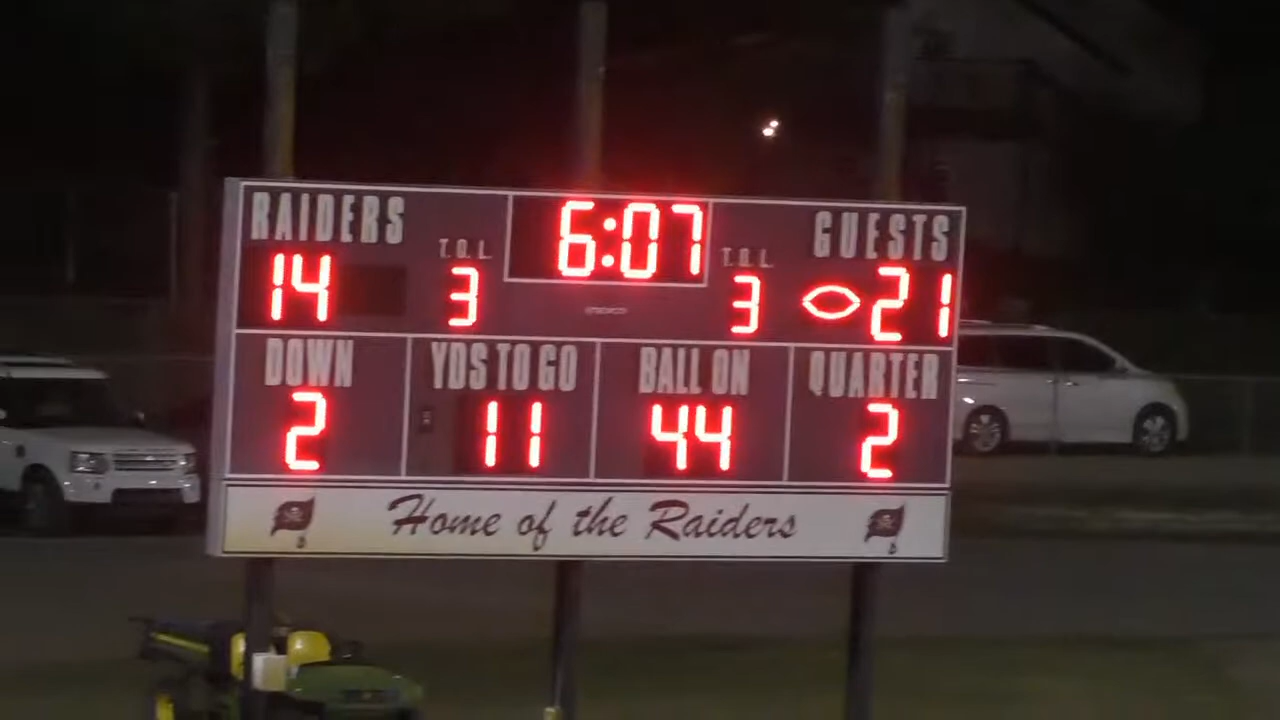 RAIDERS 6:07 GUESTS
T.O.L. T.O.L.
14 3 3 21
DOWN YDS TO GO BALL ON QUARTER
2 11 44 2
Home of the Raiders